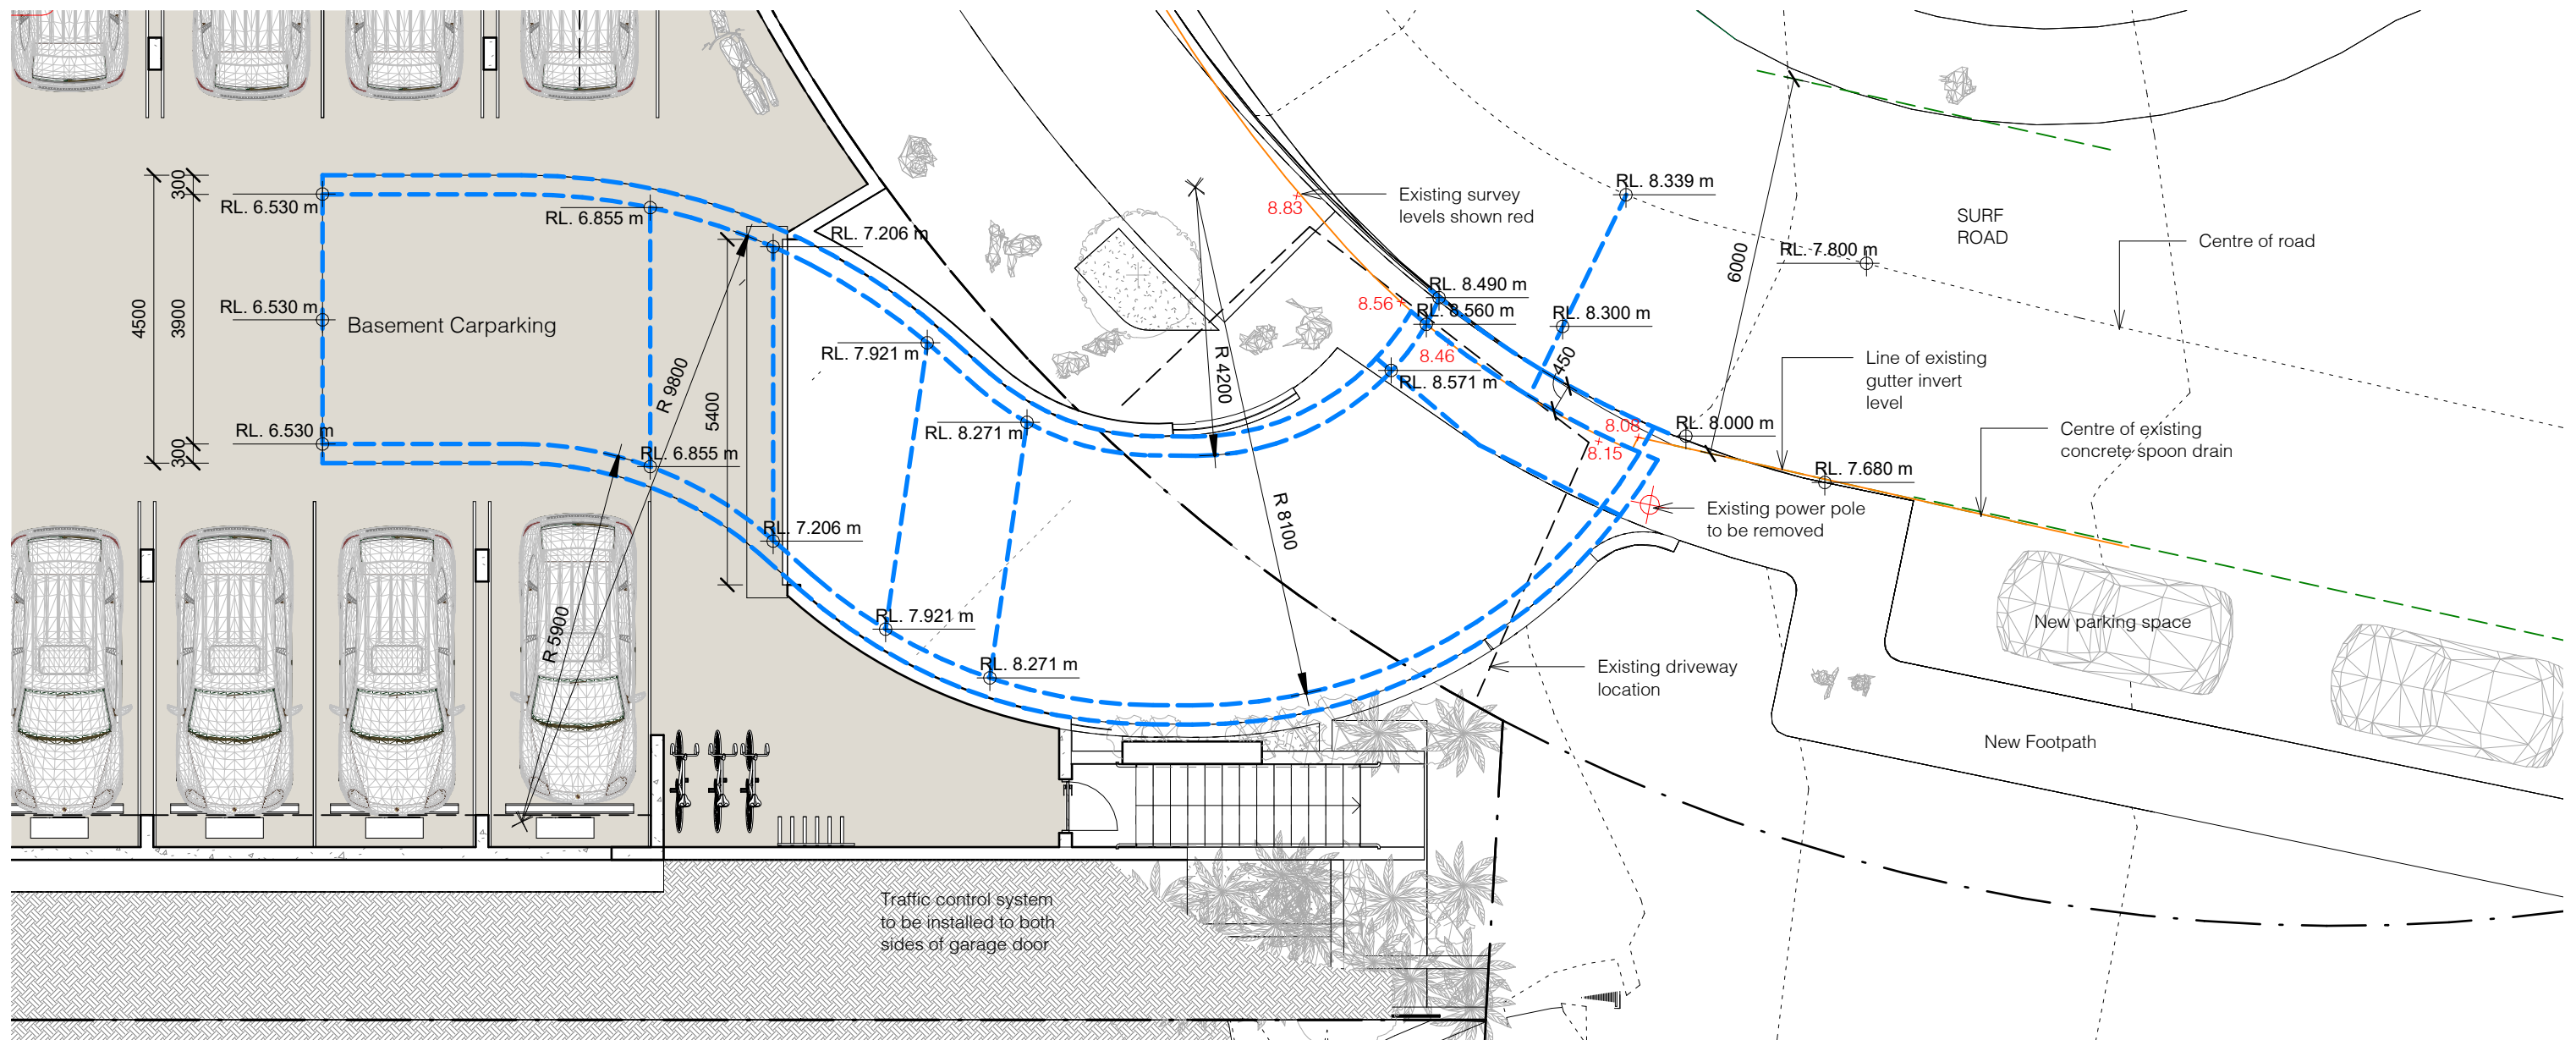 RL. 8.339 m
Existing survey
levels shown red
8.83
SURF
ROAD
Centre of road
RL. 7.800 m
6000
300
4500
3900
300
RL. 6.530 m
RL. 6.855 m
RL. 7.206 m
RL. 6.530 m
Basement Carparking
RL. 6.530 m
RL. 6.855 m
R 9800
5400
RL. 7.206 m
R 5900
RL. 7.921 m
RL. 8.271 m
RL. 7.921 m
RL. 8.271 m
R 4200
R 8100
RL. 8.490 m
8.56
RL. 8.560 m
8.46
RL. 8.571 m
RL. 8.300 m
450
8.08
8.15
RL. 8.000 m
RL. 7.680 m
Line of existing
gutter invert
level
Centre of existing
concrete spoon drain
Existing power pole
to be removed
Existing driveway
location
New parking space
New Footpath
Traffic control system
to be installed to both
sides of garage door